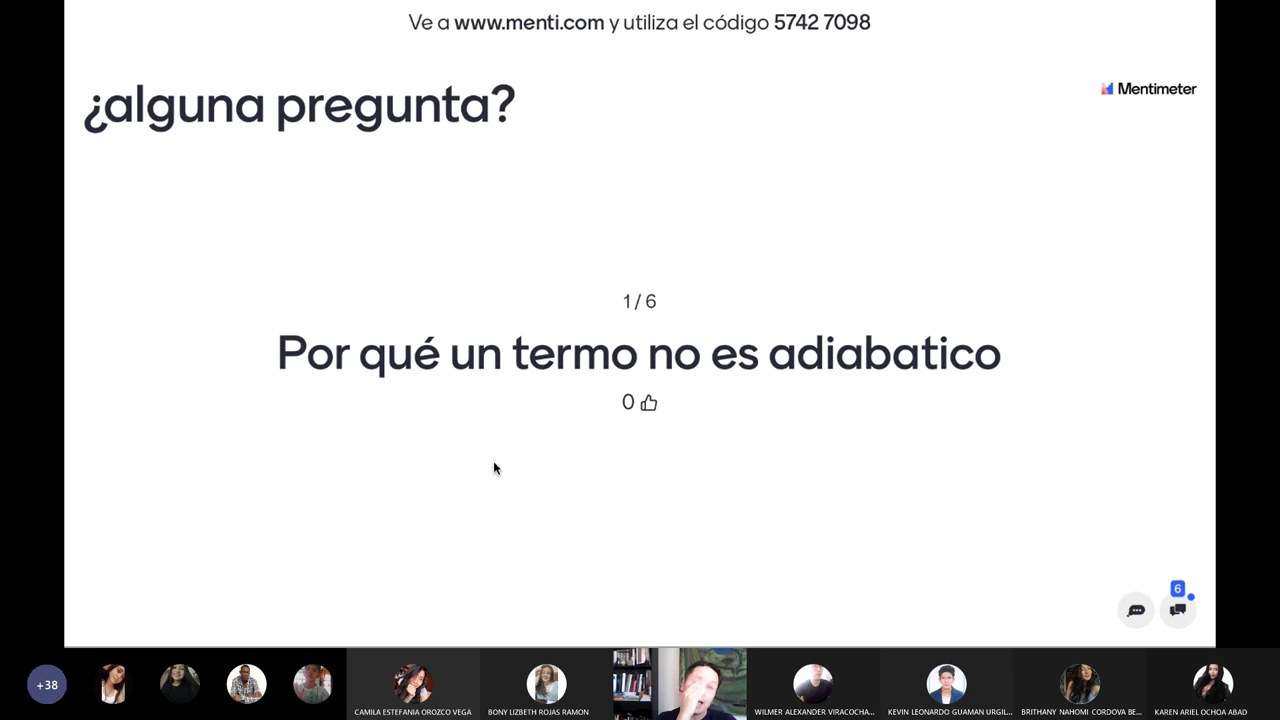 Ve a www.menti.com y utiliza el código 5742 7098
¿alguna pregunta?
Mentimeter
1 / 6
Por qué un termo no es adiabatico
0
6
+38
CAMILA ESTEFANIA OROZCO VEGA
BONY LIZBETH ROJAS RAMON
WILMER ALEXANDER VIRACOCHA...
KEVIN LEONARDO GUAMAN URGIL...
BRITHANY NAHOMI CORDOVA BE...
KAREN ARIEL OCHOA ABAD